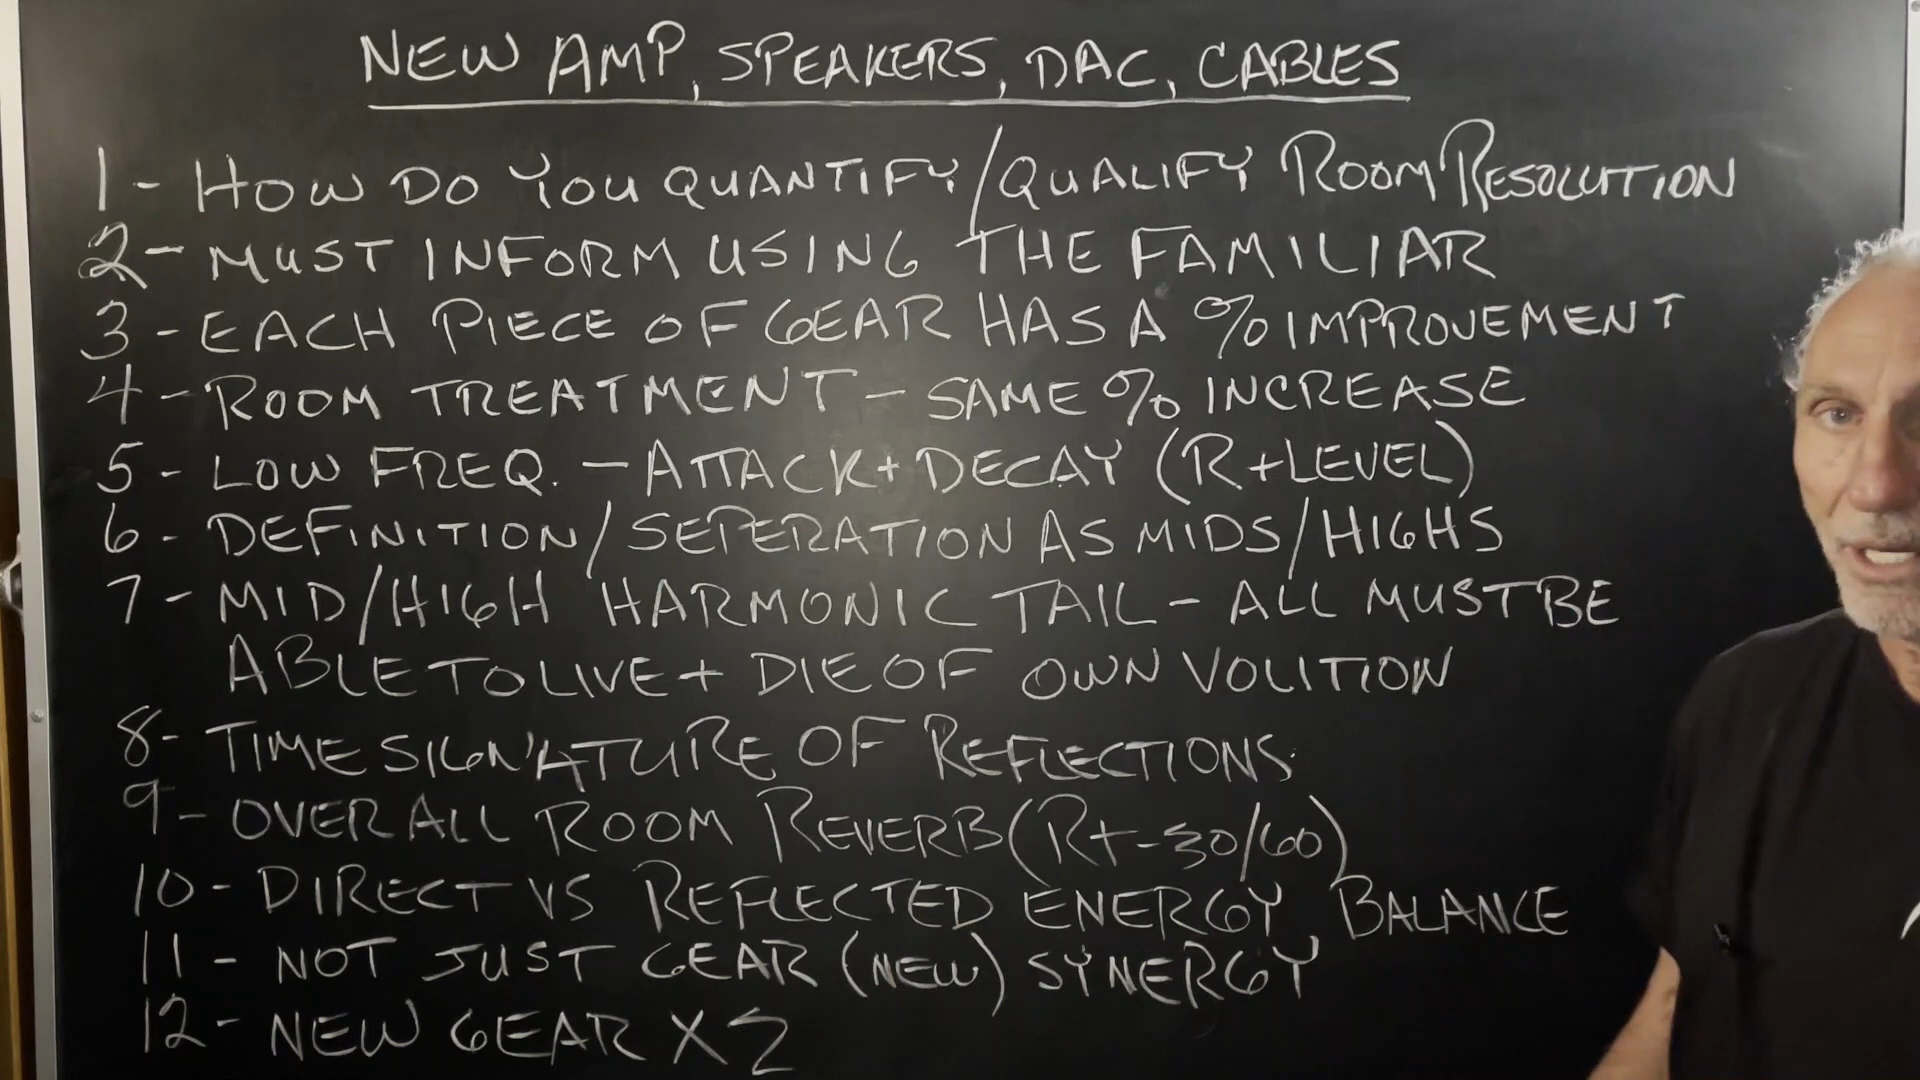 NEW AMP, SPEAKERS, DAC, CABLES
1 - HOW DO YOU QUANTIFY/QUALIFY ROOM RESOLUTION
2 - MUST INFORM USING THE FAMILIAR
3 - EACH PIECE OF GEAR HAS A % IMPROVEMENT
4 - ROOM TREATMENT - SAME % INCREASE
5 - LOW FREQ. - ATTACK + DECAY (R+LEVEL)
6 - DEFINITION/SEPERATION AS MIDS/HIGHS
7 - MID/HIGH HARMONIC TAIL - ALL MUST BE
ABLE TO LIVE + DIE OF OWN VOLITION
8 - TIME SIGNATURE OF REFLECTIONS.
9 - OVERALL ROOM REVERB (Rt-30/60)
10 - DIRECT VS REFLECTED ENERGY BALANCE
11 - NOT JUST GEAR (NEW) SYNERGY
12 - NEW GEAR X 2